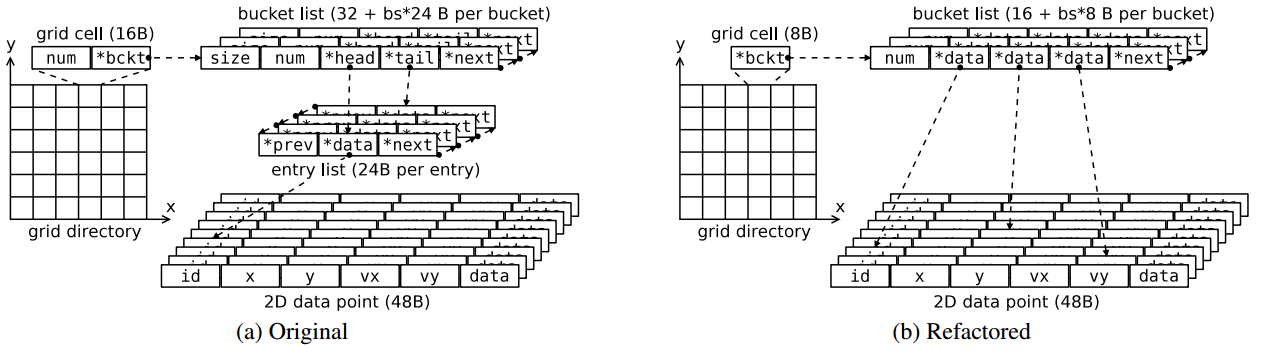 bucket list (32 + bs*24 B per bucket)
y
grid cell (16B)
num *bckt
size num *head *tail *next
*prev *data *next
entry list (24B per entry)
x
grid directory
id x y vx vy data
2D data point (48B)
(a) Original
bucket list (16 + bs*8 B per bucket)
y
grid cell (8B)
*bckt
num *data *data *data *next
x
grid directory
id x y vx vy data
2D data point (48B)
(b) Refactored